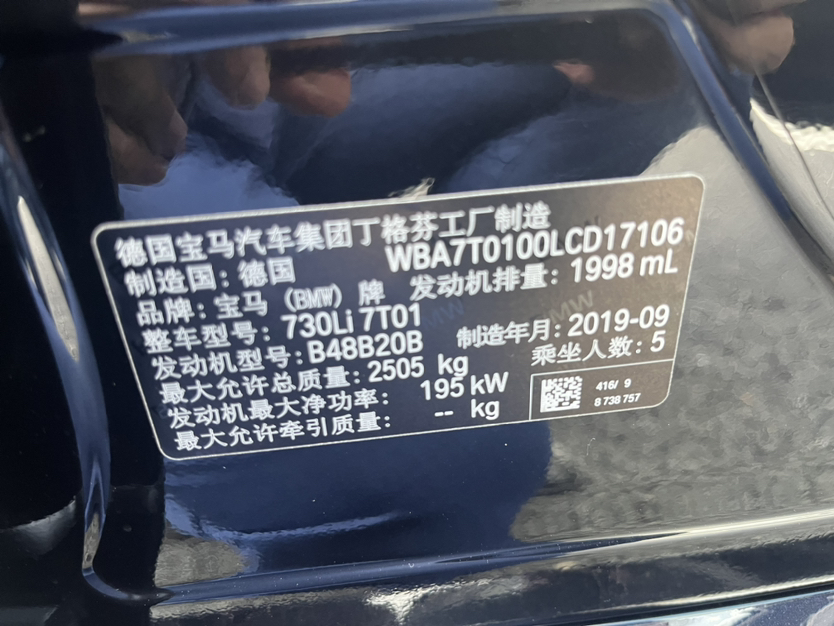 德国宝马汽车集团丁格芬工厂制造
制造国：德国 WBA7T0100LCD17106
品牌：宝马（BMW）牌 发动机排量：1998 mL
整车型号：730Li 7T01
发动机型号：B48B20B 制造年月：2019-09
最大允许总质量：2505 kg 乘坐人数：5
发动机最大净功率： 195 kW
最大允许牵引质量： -- kg
416/ 9
8 738 757